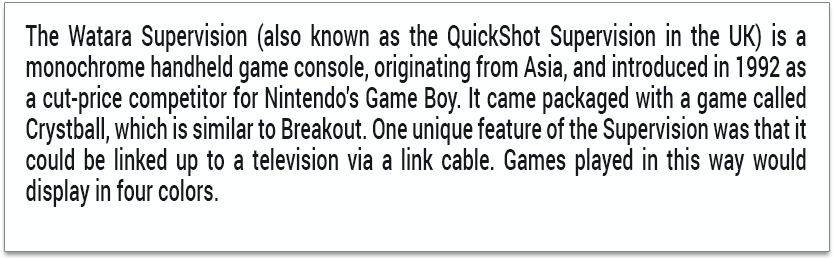 The Watara Supervision (also known as the QuickShot Supervision in the UK) is a
monochrome handheld game console, originating from Asia, and introduced in 1992 as
a cut-price competitor for Nintendo's Game Boy. It came packaged with a game called
Crystball, which is similar to Breakout. One unique feature of the Supervision was that it
could be linked up to a television via a link cable. Games played in this way would
display in four colors.